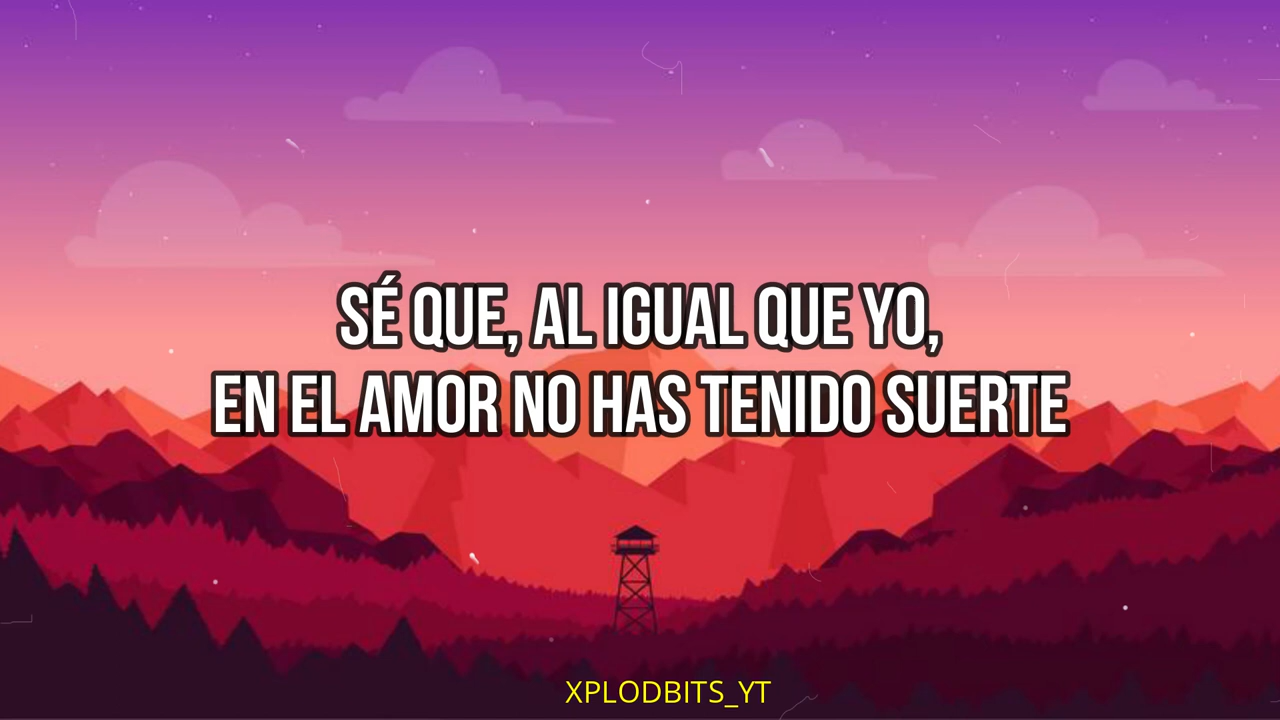 SÉ QUE, AL IGUAL QUE YO,
EN EL AMOR NO HAS TENIDO SUERTE
XPLODBITS_YT